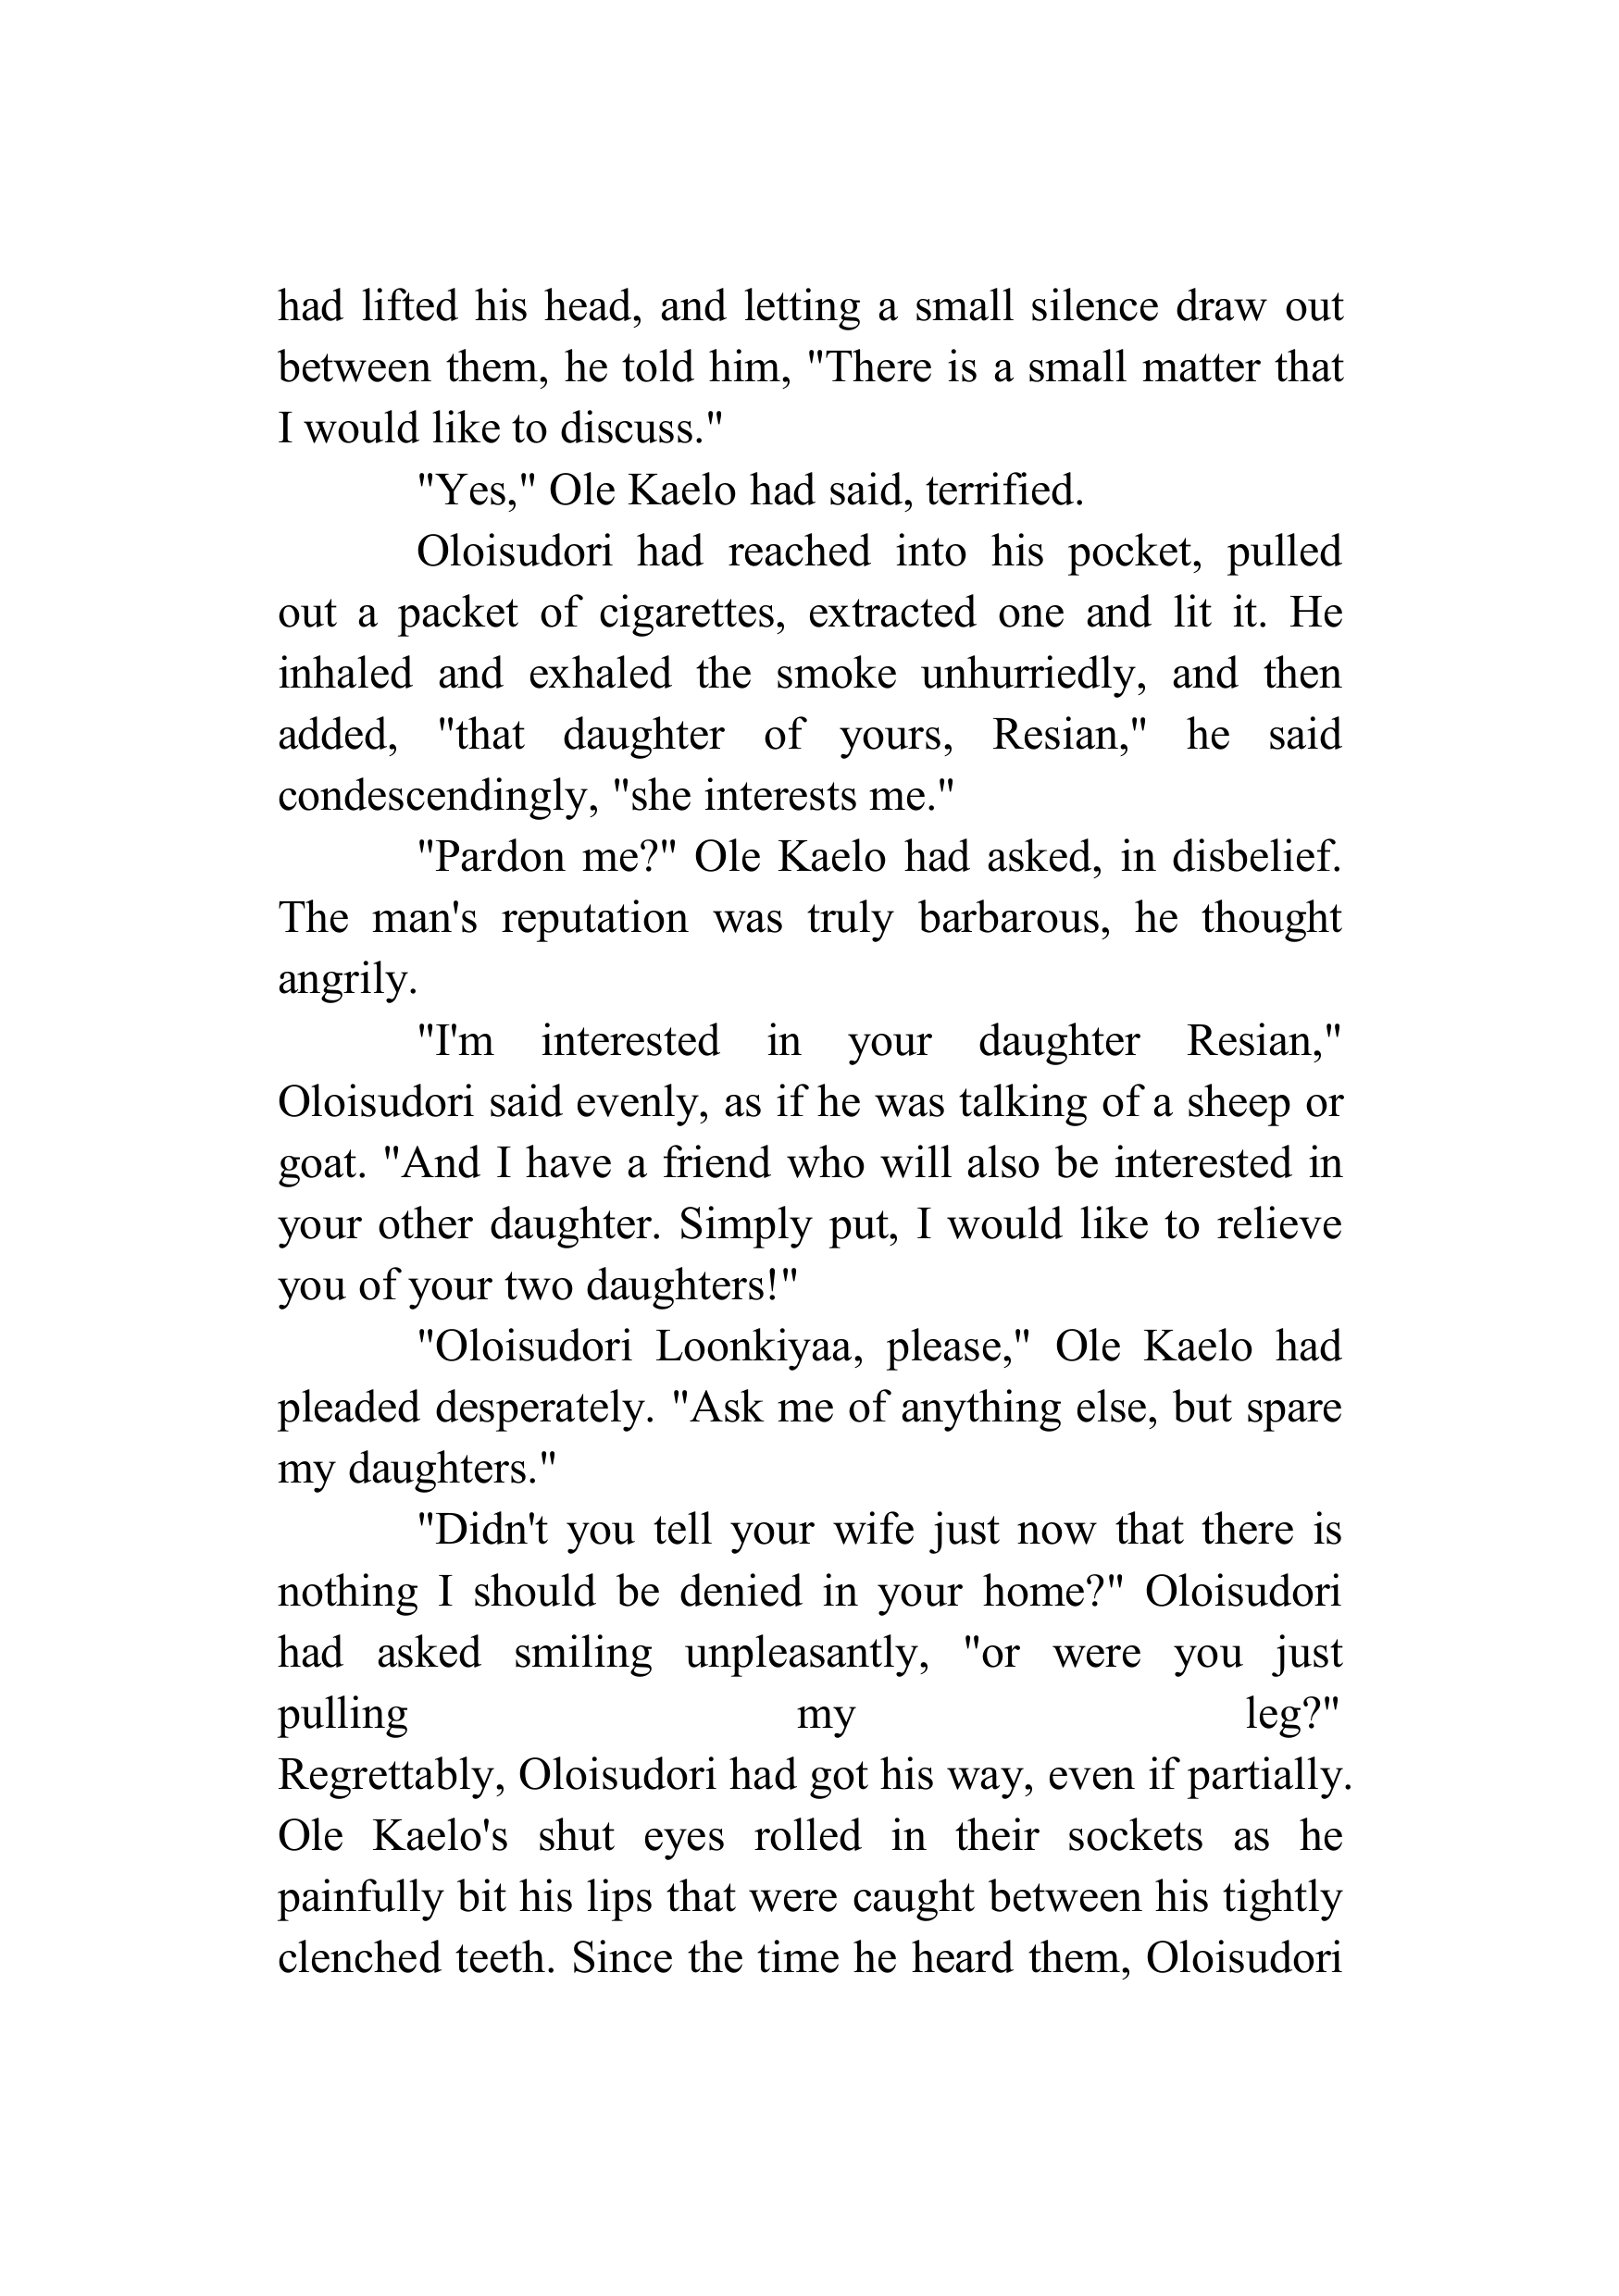 had lifted his head, and letting a small silence draw out
between them, he told him, "There is a small matter that
I would like to discuss."
"Yes," Ole Kaelo had said, terrified.
Oloisudori had reached into his pocket, pulled
out a packet of cigarettes, extracted one and lit it. He
inhaled and exhaled the smoke unhurriedly, and then
added, "that daughter of yours, Resian," he said
condescendingly, "she interests me."
"Pardon me?" Ole Kaelo had asked, in disbelief.
The man's reputation was truly barbarous, he thought
angrily.
"I'm interested in your daughter Resian,"
Oloisudori said evenly, as if he was talking of a sheep or
goat. "And I have a friend who will also be interested in
your other daughter. Simply put, I would like to relieve
you of your two daughters!"
"Oloisudori Loonkiyaa, please," Ole Kaelo had
pleaded desperately. "Ask me of anything else, but spare
my daughters."
"Didn't you tell your wife just now that there is
nothing I should be denied in your home?" Oloisudori
had asked smiling unpleasantly, "or were you just
pulling my leg?"
Regrettably, Oloisudori had got his way, even if partially.
Ole Kaelo's shut eyes rolled in their sockets as he
painfully bit his lips that were caught between his tightly
clenched teeth. Since the time he heard them, Oloisudori